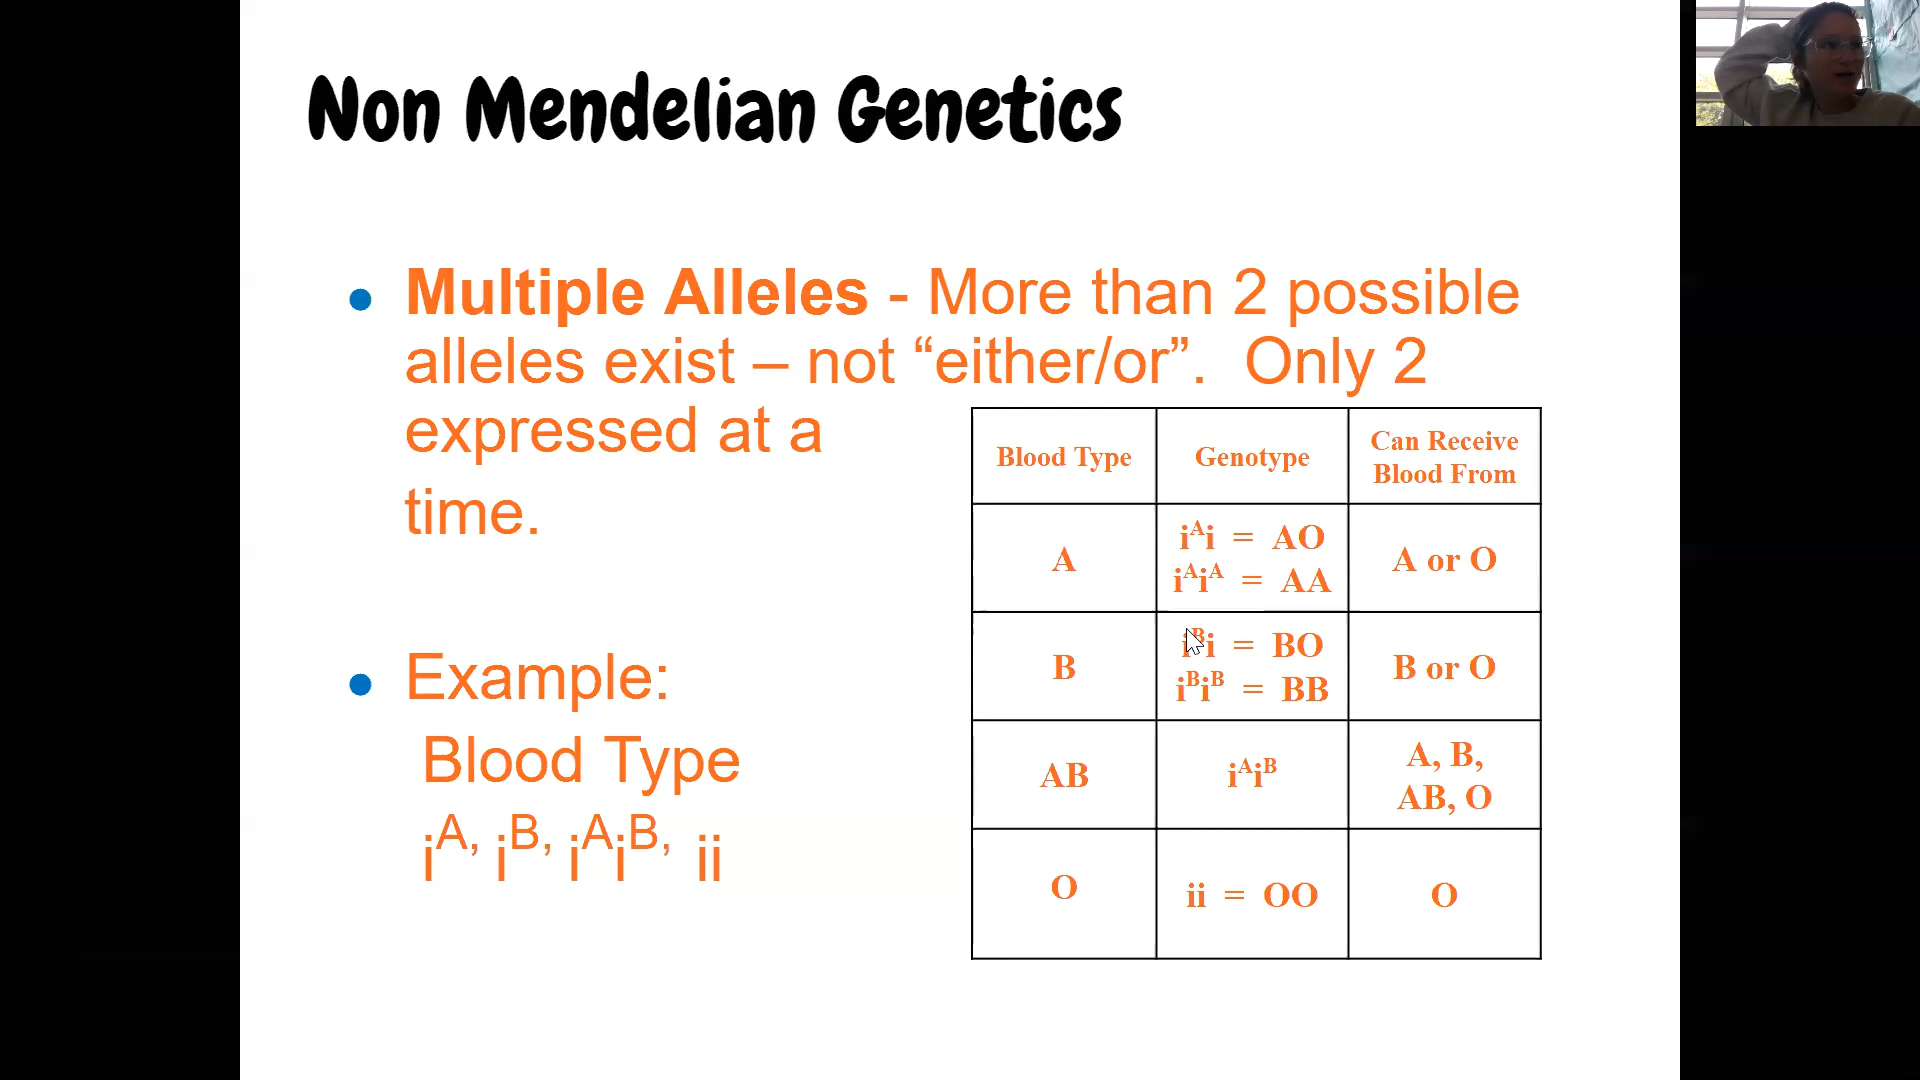 Non Mendelian Genetics
• Multiple Alleles - More than 2 possible
alleles exist – not “either/or”. Only 2
expressed at a
time.
• Example:
Blood Type
iᴬ, iᴮ, iᴬiᴮ, ii
Blood Type Genotype Can Receive Blood From
A
iᴬi = AO
iᴬiᴬ = AA
A or O
B
iᴮi = BO
iᴮiᴮ = BB
B or O
AB
iᴬiᴮ
A, B,
AB, O
O
ii = OO
O